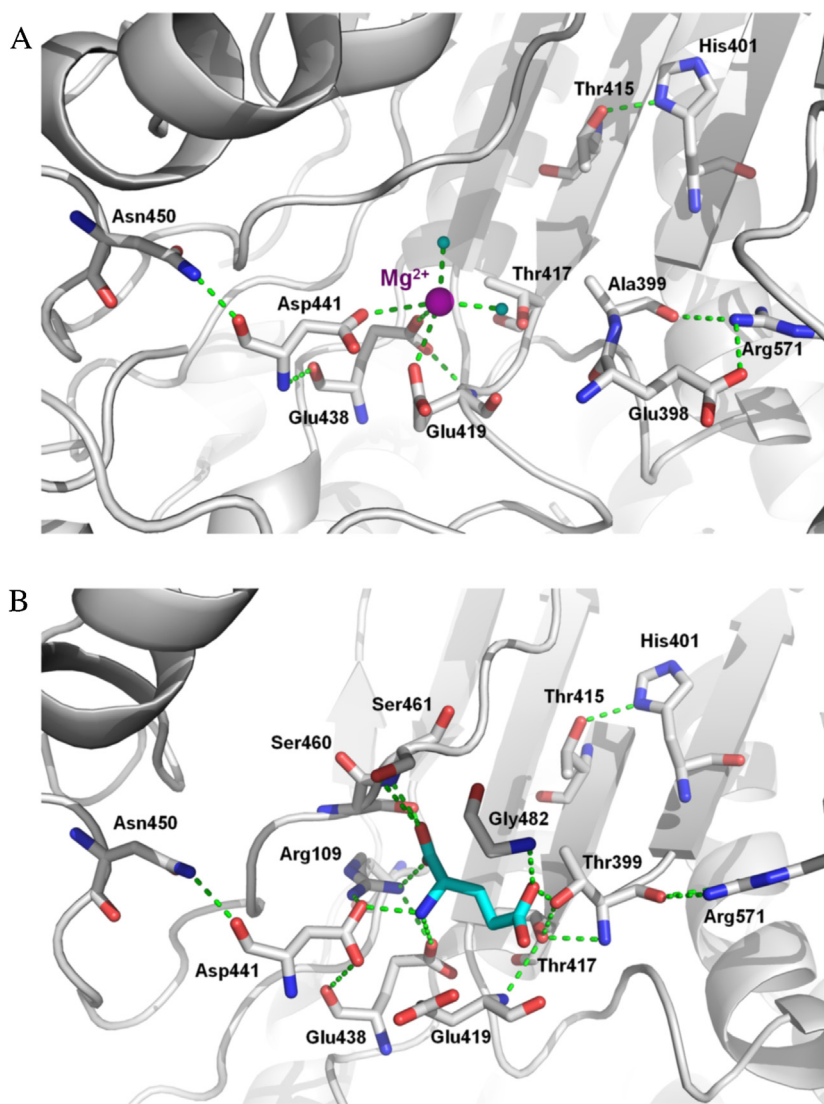 A
His401
Thr415
Asn450
Mg²⁺
Thr417
Ala399
Asp441
Arg571
Glu438
Glu419
Glu398
B
His401
Ser461
Thr415
Ser460
Gly482
Asn450
Arg109
Thr399
Arg571
Asp441
Thr417
Glu438
Glu419